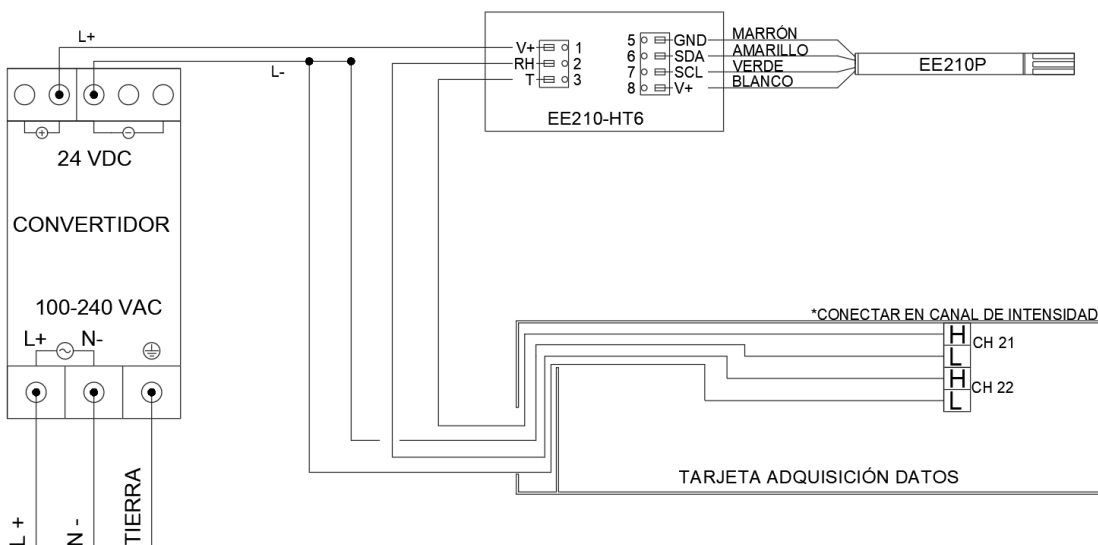 L+
L-
24 VDC
CONVERTIDOR
100-240 VAC
L+ N-
L +
N -
TIERRA
V+ 1
RH 2
T 3
5 GND MARRÓN
6 SDA AMARILLO
7 SCL VERDE
8 V+ BLANCO
EE210-HT6
EE210P
*CONECTAR EN CANAL DE INTENSIDAD
H
L
CH 21
H
L
CH 22
TARJETA ADQUISICIÓN DATOS